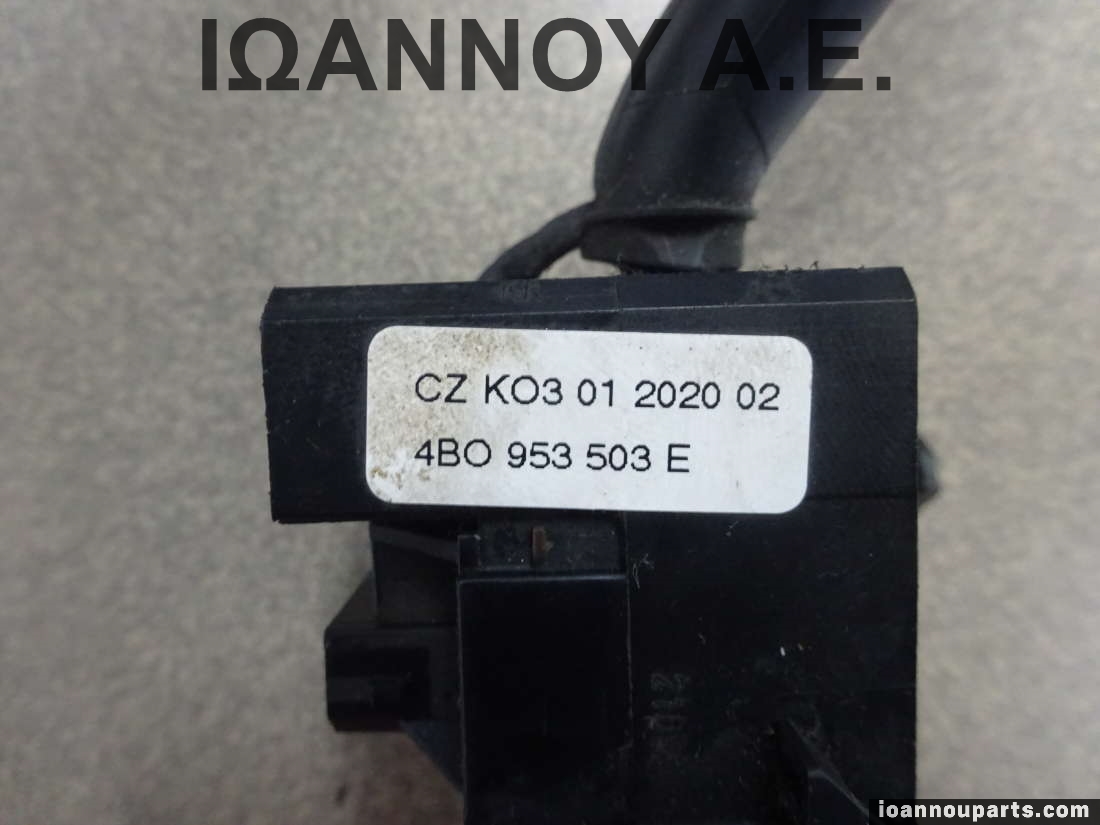 ΙΩΑΝΝΟΥ Α.Ε.
CZ KO3 01 2020 02
4BO 953 503 E
ioannouparts.com